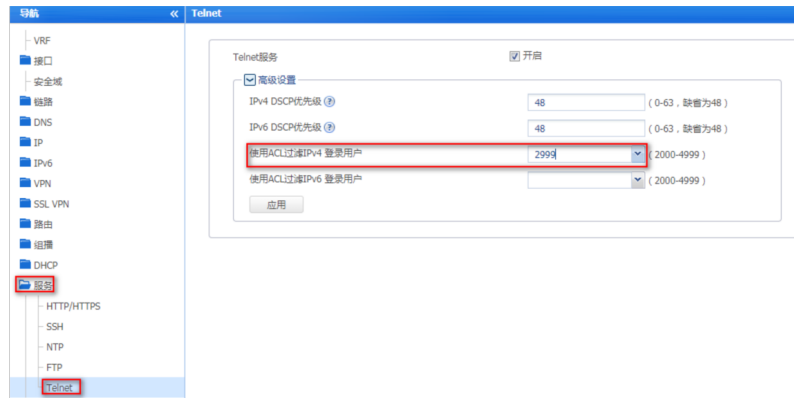 导航 «
Telnet
VRF
接口
安全域
链路
DNS
IP
IPv6
VPN
SSL VPN
路由
组播
DHCP
服务
HTTP/HTTPS
SSH
NTP
FTP
Telnet
Telnet服务 开启
高级设置
IPv4 DSCP优先级 ? 48 ( 0-63，缺省为48 )
IPv6 DSCP优先级 ? 48 ( 0-63，缺省为48 )
使用ACL过滤IPv4 登录用户 2999 ( 2000-4999 )
使用ACL过滤IPv6 登录用户 ( 2000-4999 )
应用